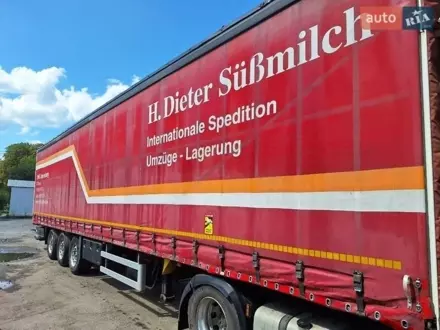 auto RIA
H. Dieter Süßmilch
Internationale Spedition
Umzüge - Lagerung